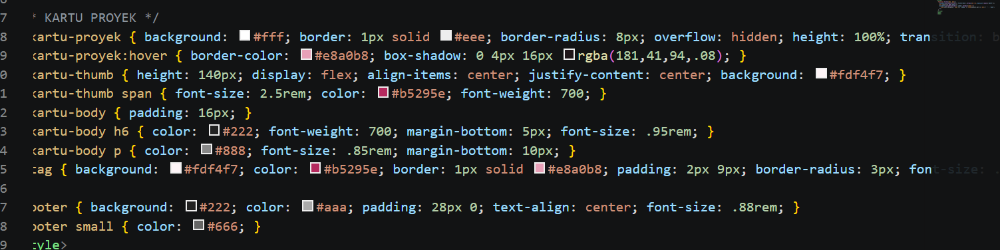 7 * KARTU PROYEK */
8 kartu-proyek { background: #fff; border: 1px solid #eee; border-radius: 8px; overflow: hidden; height: 100%; transition: b
9 kartu-proyek:hover { border-color: #e8a0b8; box-shadow: 0 4px 16px rgba(181,41,94,.08); }
0 kartu-thumb { height: 140px; display: flex; align-items: center; justify-content: center; background: #fdf4f7; }
1 kartu-thumb span { font-size: 2.5rem; color: #b5295e; font-weight: 700; }
2 kartu-body { padding: 16px; }
3 kartu-body h6 { color: #222; font-weight: 700; margin-bottom: 5px; font-size: .95rem; }
4 kartu-body p { color: #888; font-size: .85rem; margin-bottom: 10px; }
5 tag { background: #fdf4f7; color: #b5295e; border: 1px solid #e8a0b8; padding: 2px 9px; border-radius: 3px; font-size: .
6
7 ooter { background: #222; color: #aaa; padding: 28px 0; text-align: center; font-size: .88rem; }
8 ooter small { color: #666; }
9 tyle>